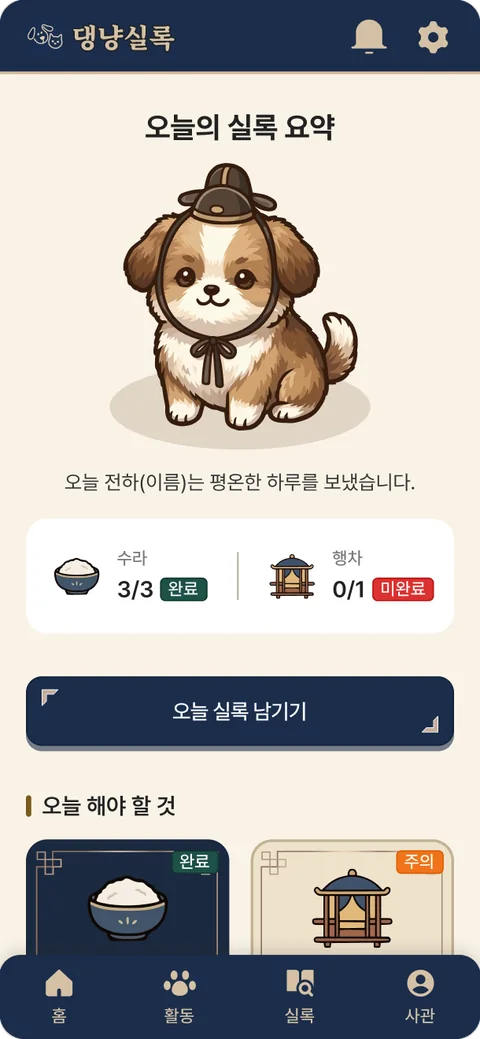 댕냥실록
오늘의 실록 요약
오늘 전하(이름)는 평온한 하루를 보냈습니다.
수라
3/3 완료
행차
0/1 미완료
오늘 실록 남기기
오늘 해야 할 것
완료
주의
홈
활동
실록
사관